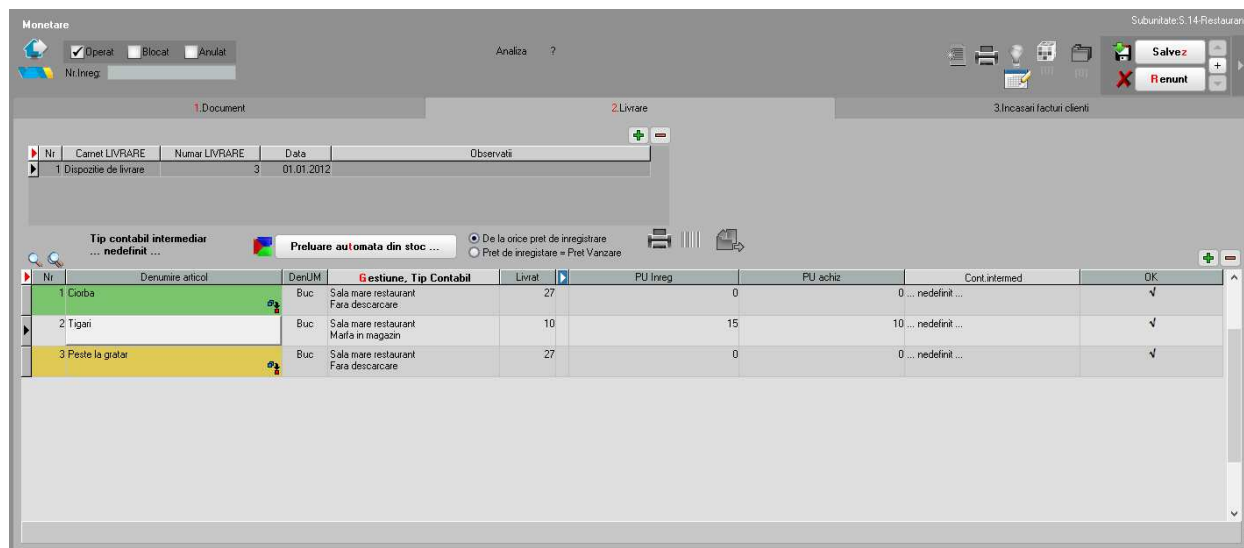 Monetare
Subunitate:S.14-Restauran
Operat Blocat Anulat
Analiza ?
Salvez
Nr.Inreg:
Renunt
1.Document 2.Livrare 3.Incasari facturi clienti
Nr Carnet LIVRARE Numar LIVRARE Data Observatii
1 Dispozitie de livrare 3 01.01.2012
Tip contabil intermediar
... nedefinit ...
Preluare automata din stoc ...
De la orice pret de inregistrare
Pret de inregistare = Pret Vanzare
Nr Denumire articol DenUM Gestiune, Tip Contabil Livrat PU Inreg PU achiz Cont.intermed OK
1 Ciorba Buc Sala mare restaurant 27 0 0 ... nedefinit ... √
Fara descarcare
2 Tigari Buc Sala mare restaurant 10 15 10 ... nedefinit ... √
Marfa in magazin
3 Peste la gratar Buc Sala mare restaurant 27 0 0 ... nedefinit ... √
Fara descarcare